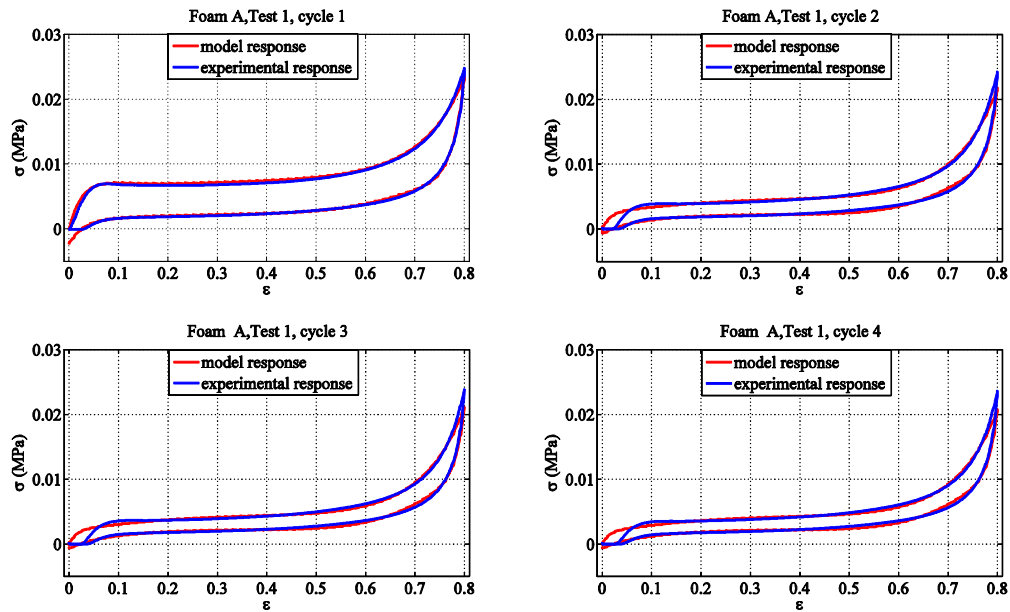 Foam A,Test 1, cycle 1
0.03
0.02
0.01
0
σ (MPa)
model response
experimental response
0 0.1 0.2 0.3 0.4 0.5 0.6 0.7 0.8
ε
Foam A,Test 1, cycle 2
0.03
0.02
0.01
0
σ (MPa)
model response
experimental response
0 0.1 0.2 0.3 0.4 0.5 0.6 0.7 0.8
ε
Foam A,Test 1, cycle 3
0.03
0.02
0.01
0
σ (MPa)
model response
experimental response
0 0.1 0.2 0.3 0.4 0.5 0.6 0.7 0.8
ε
Foam A,Test 1, cycle 4
0.03
0.02
0.01
0
σ (MPa)
model response
experimental response
0 0.1 0.2 0.3 0.4 0.5 0.6 0.7 0.8
ε